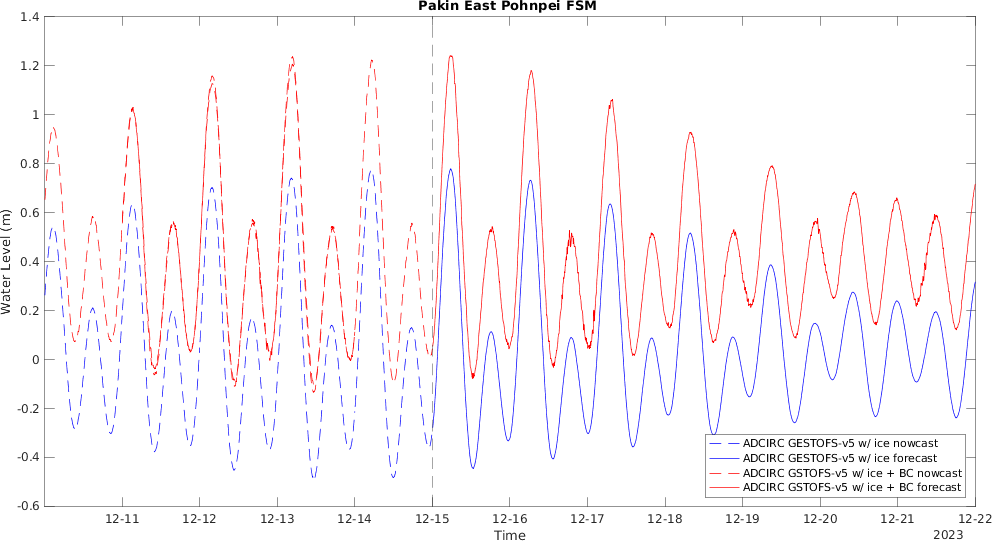 Pakin East Pohnpei FSM
1.4
1.2
1
0.8
0.6
0.4
0.2
0
-0.2
-0.4
-0.6
Water Level (m)
ADCIRC GESTOFS-v5 w/ ice nowcast
ADCIRC GESTOFS-v5 w/ ice forecast
ADCIRC GSTOFS-v5 w/ ice + BC nowcast
ADCIRC GSTOFS-v5 w/ ice + BC forecast
12-11 12-12 12-13 12-14 12-15 12-16 12-17 12-18 12-19 12-20 12-21 12-22
Time
2023